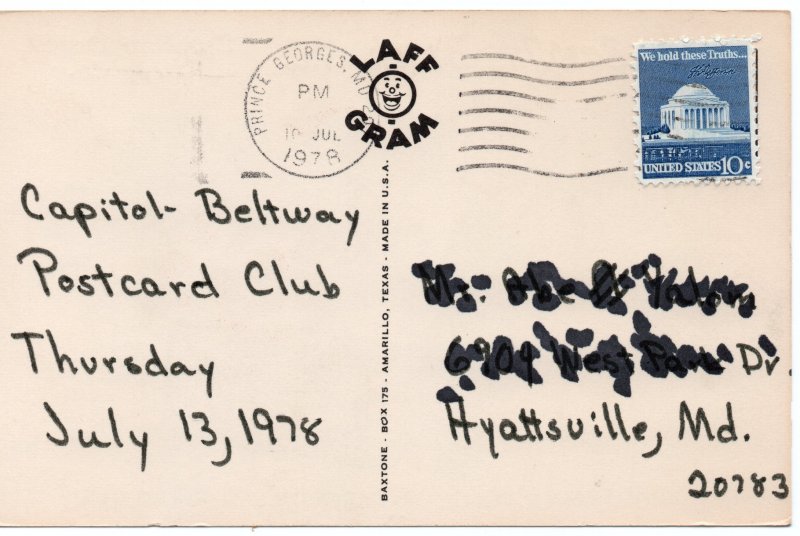 LAFF
GRAM
PRINCE GEORGES, MD
PM
JUL
1978
We hold these Truths...
UNITED STATES 10c
Capitol- Beltway
Postcard Club
Thursday
July 13, 1978
BAXTONE - BOX 175 - AMARILLO, TEXAS - MADE IN U.S.A.
Dr.
Hyattsville, Md.
20783